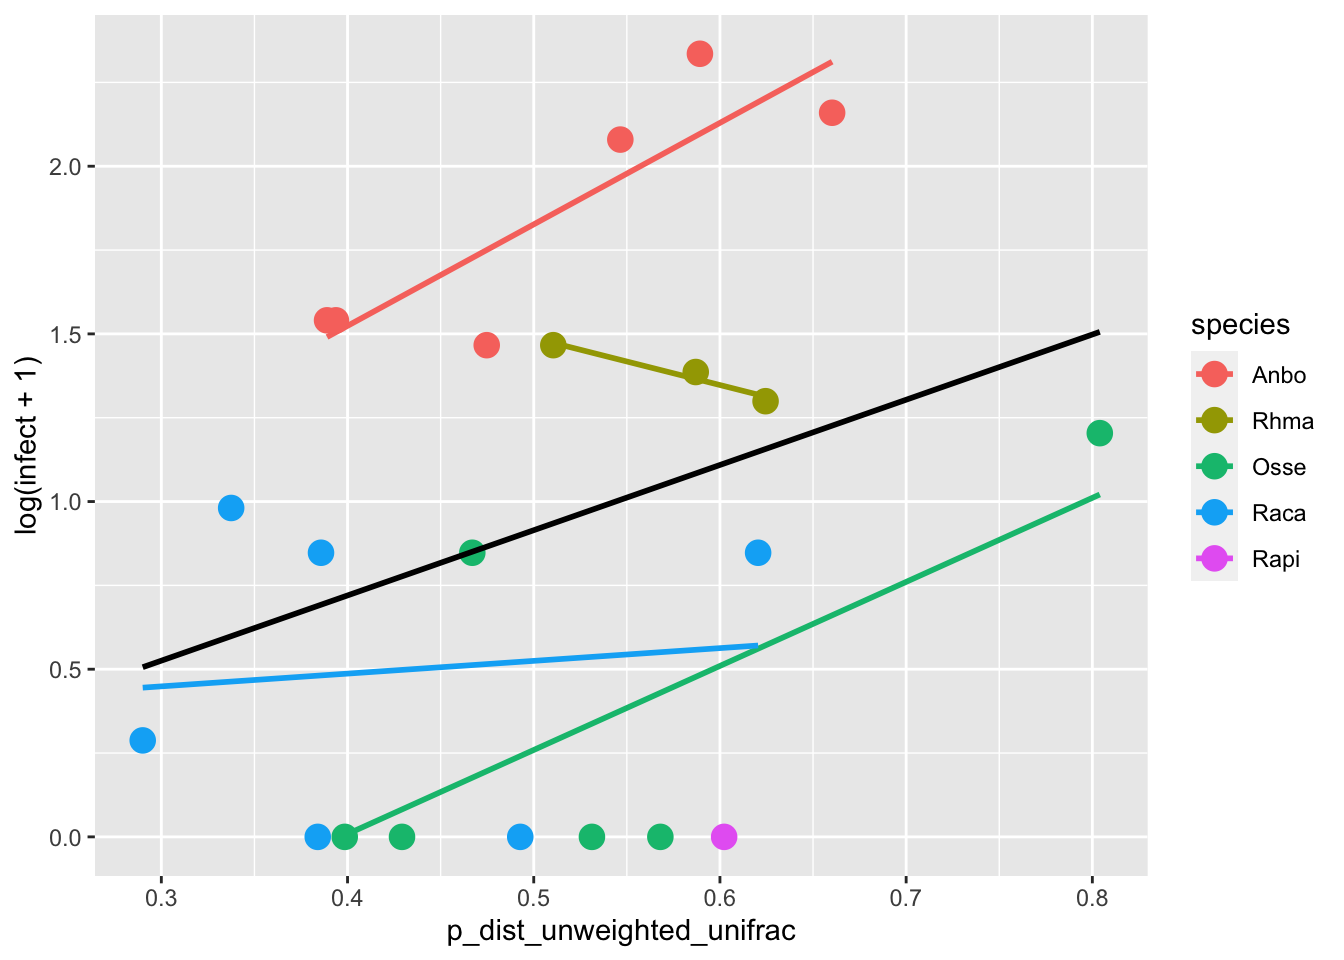 2.0
1.5
1.0
0.5
0.0
log(infect + 1)
0.3 0.4 0.5 0.6 0.7 0.8
p_dist_unweighted_unifrac
species
Anbo
Rhma
Osse
Raca
Rapi